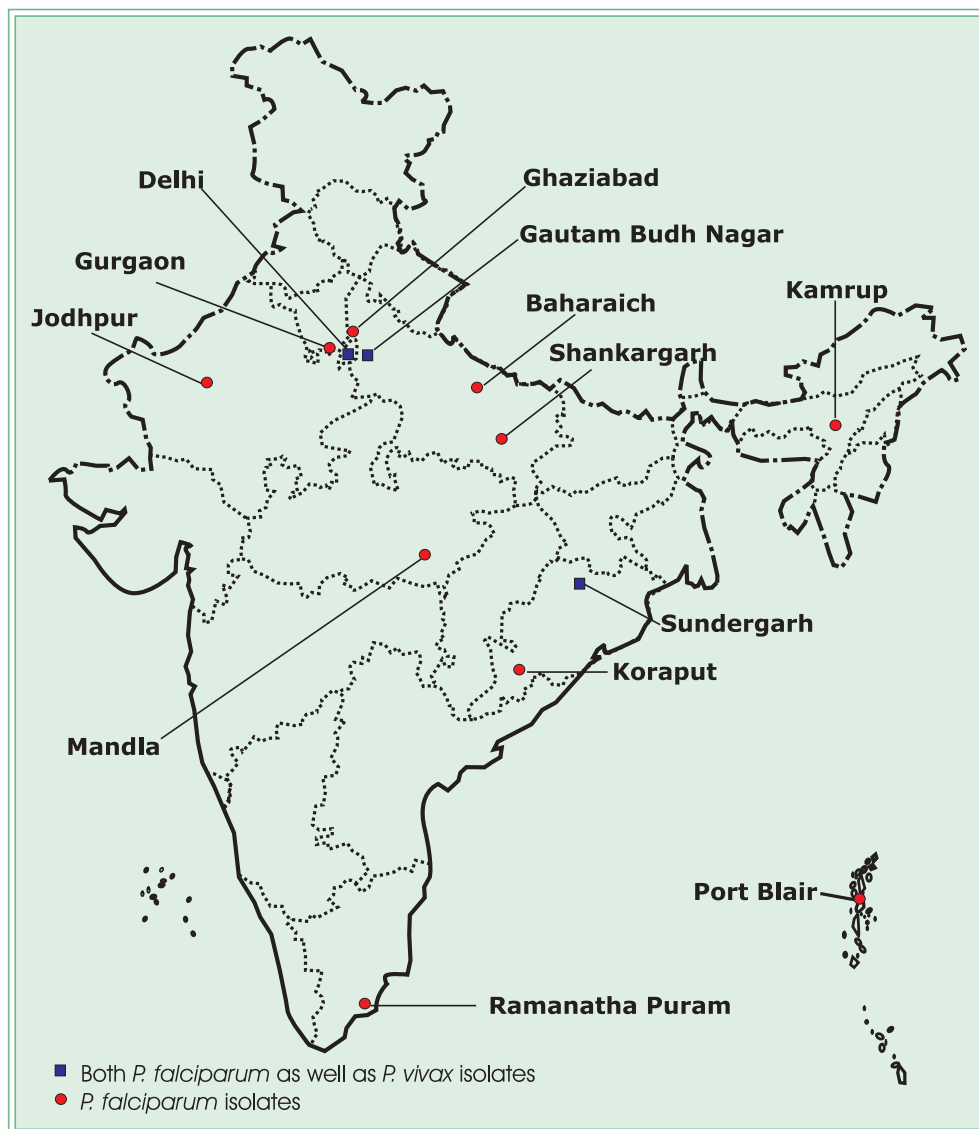 Delhi
Ghaziabad
Gautam Budh Nagar
Gurgaon
Baharaich
Kamrup
Jodhpur
Shankargarh
Sundergarh
Koraput
Mandla
Port Blair
Ramanatha Puram
Both P. falciparum as well as P. vivax isolates
P. falciparum isolates